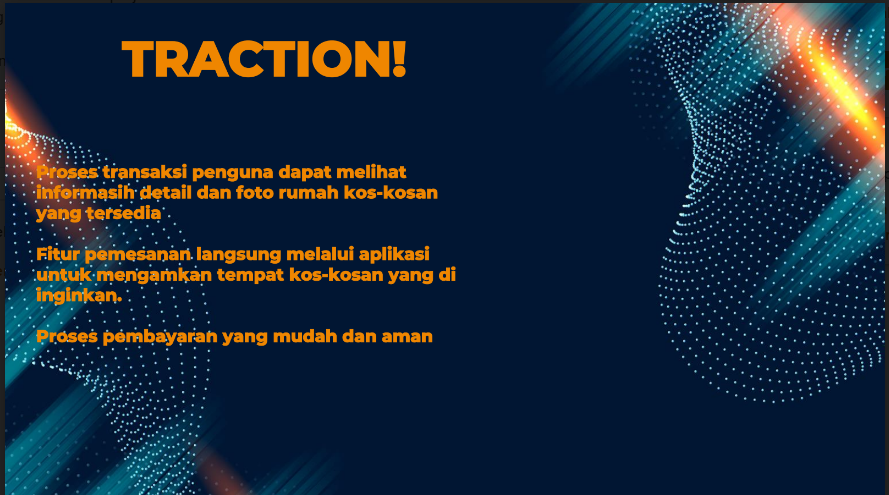 TRACTION!
Proses transaksi penguna dapat melihat
informasih detail dan foto rumah kos-kosan
yang tersedia
Fitur pemesanan langsung melalui aplikasi
untuk mengamkan tempat kos-kosan yang di
inginkan.
Proses pembayaran yang mudah dan aman